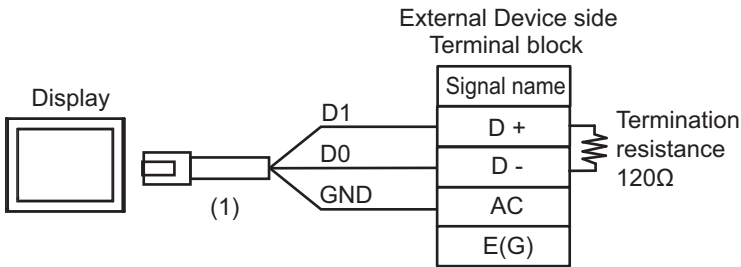 External Device side
Terminal block
Display
Signal name
D1
D +
D0
D -
GND
AC
E(G)
(1)
Termination
resistance
120Ω